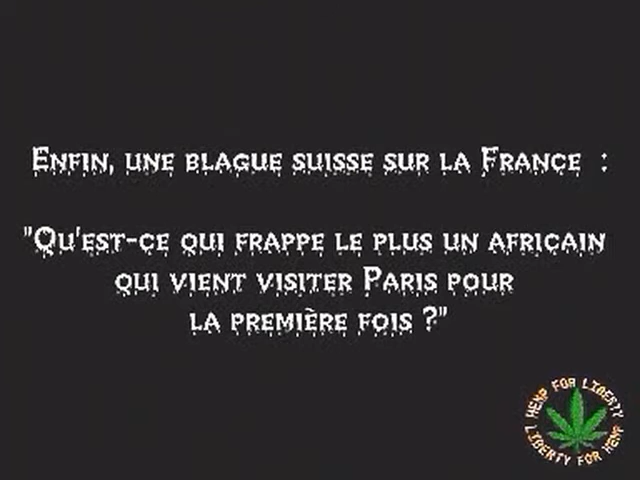 Enfin, une blague suisse sur la France :
"Qu'est-ce qui frappe le plus un africain
qui vient visiter Paris pour
la première fois ?"
HEMP FOR LIBERTY
LIBERTY FOR HEMP